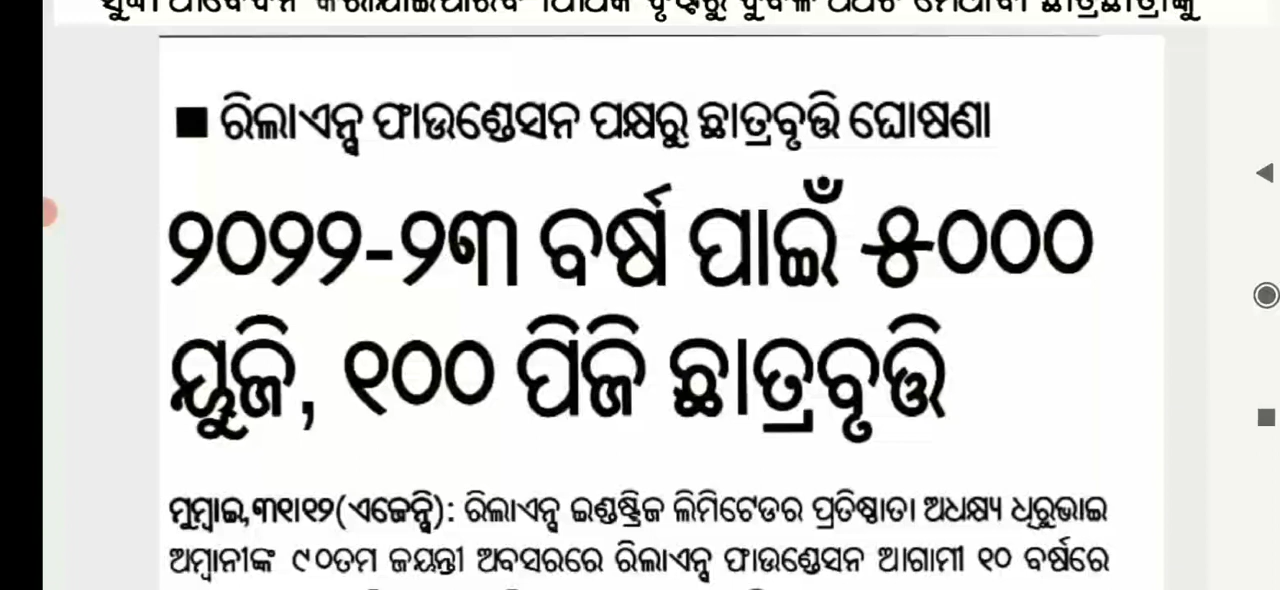 ■ ରିଲାଏନ୍ସ ଫାଉଣ୍ଡେସନ ପକ୍ଷରୁ ଛାତ୍ରବୃତ୍ତି ଘୋଷଣା
୨୦୨୨-୨୩ ବର୍ଷ ପାଇଁ ୫୦୦୦
ୟୁଜି, ୧୦୦ ପିଜି ଛାତ୍ରବୃତ୍ତି
ମୁମ୍ବାଇ,୩୧ା୧୨(ଏଜେନ୍ସି): ରିଲାଏନ୍ସ ଇଣ୍ଡଷ୍ଟ୍ରିଜ ଲିମିଟେଡର ପ୍ରତିଷ୍ଠାତା ଅଧକ୍ଷ୍ୟ ଧିରୁଭାଇ
ଅମ୍ବାନୀଙ୍କ ୯୦ତମ ଜୟନ୍ତୀ ଅବସରରେ ରିଲାଏନ୍ସ ଫାଉଣ୍ଡେସନ ଆଗାମୀ ୧୦ ବର୍ଷରେ